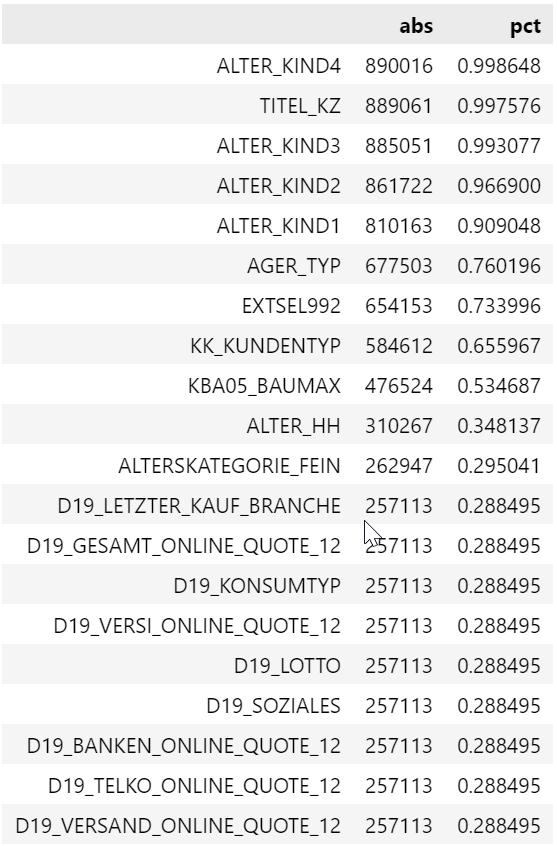 abs pct
ALTER_KIND4 890016 0.998648
TITEL_KZ 889061 0.997576
ALTER_KIND3 885051 0.993077
ALTER_KIND2 861722 0.966900
ALTER_KIND1 810163 0.909048
AGER_TYP 677503 0.760196
EXTSEL992 654153 0.733996
KK_KUNDENTYP 584612 0.655967
KBA05_BAUMAX 476524 0.534687
ALTER_HH 310267 0.348137
ALTERSKATEGORIE_FEIN 262947 0.295041
D19_LETZTER_KAUF_BRANCHE 257113 0.288495
D19_GESAMT_ONLINE_QUOTE_12 257113 0.288495
D19_KONSUMTYP 257113 0.288495
D19_VERSI_ONLINE_QUOTE_12 257113 0.288495
D19_LOTTO 257113 0.288495
D19_SOZIALES 257113 0.288495
D19_BANKEN_ONLINE_QUOTE_12 257113 0.288495
D19_TELKO_ONLINE_QUOTE_12 257113 0.288495
D19_VERSAND_ONLINE_QUOTE_12 257113 0.288495